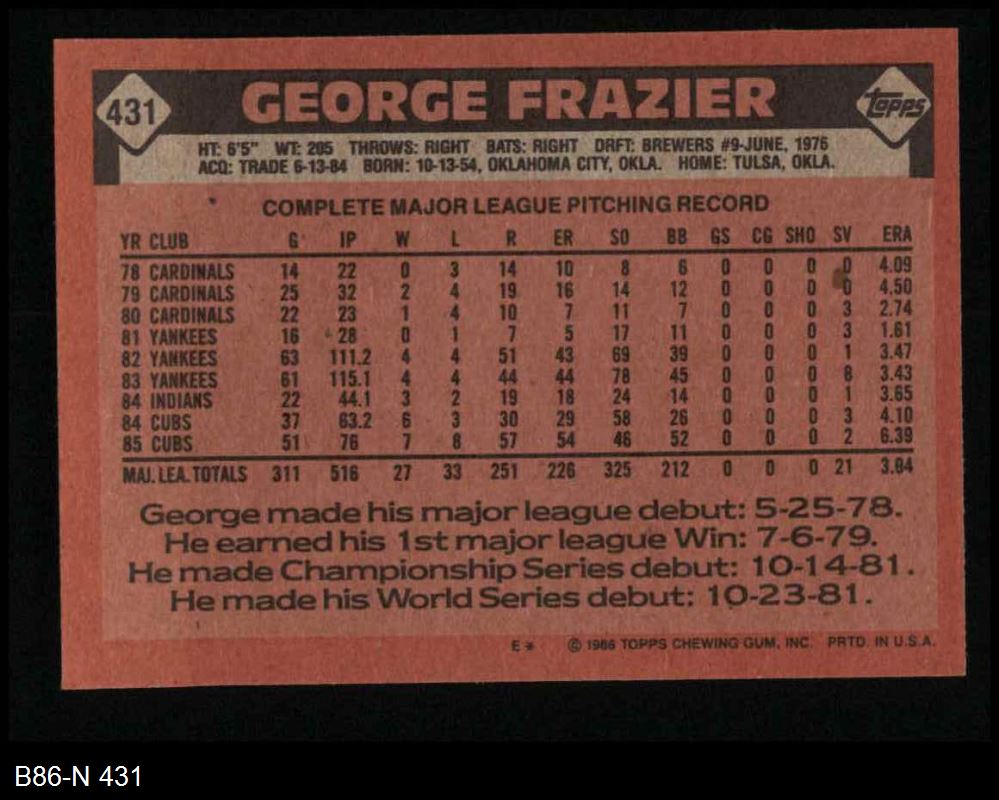 431
GEORGE FRAZIER
topps
HT: 6'5" WT: 205 THROWS: RIGHT BATS: RIGHT DRFT: BREWERS #9-JUNE, 1976
ACQ: TRADE 6-13-84 BORN: 10-13-54, OKLAHOMA CITY, OKLA. HOME: TULSA, OKLA.
COMPLETE MAJOR LEAGUE PITCHING RECORD
YR CLUB G IP W L R ER SO BB GS CG SHO SV ERA
78 CARDINALS 14 22 0 3 14 10 8 6 0 0 0 0 4.09
79 CARDINALS 25 32 2 4 19 16 14 12 0 0 0 0 4.50
80 CARDINALS 22 23 1 4 10 7 11 7 0 0 0 3 2.74
81 YANKEES 16 28 0 1 7 5 17 11 0 0 0 3 1.61
82 YANKEES 63 111.2 4 4 51 43 69 39 0 0 0 1 3.47
83 YANKEES 61 115.1 4 4 44 44 78 45 0 0 0 8 3.43
84 INDIANS 22 44.1 3 2 19 18 24 14 0 0 0 1 3.65
84 CUBS 37 63.2 6 3 30 29 58 26 0 0 0 3 4.10
85 CUBS 51 76 7 8 57 54 46 52 0 0 0 2 6.39
MAJ. LEA. TOTALS 311 516 27 33 251 226 325 212 0 0 0 21 3.94
George made his major league debut: 5-25-78.
He earned his 1st major league Win: 7-6-79.
He made Championship Series debut: 10-14-81.
He made his World Series debut: 10-23-81.
E* © 1986 TOPPS CHEWING GUM, INC. PRTD. IN U.S.A.
B86-N 431